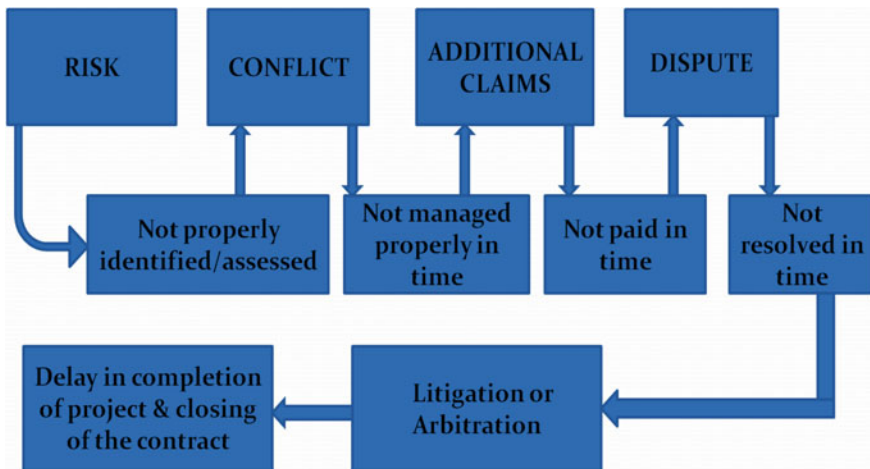 RISK
CONFLICT
ADDITIONAL
CLAIMS
DISPUTE
Not properly
identified/assessed
Not managed
properly in
time
Not paid in
time
Not
resolved in
time
Delay in completion
of project & closing
of the contract
Litigation or
Arbitration